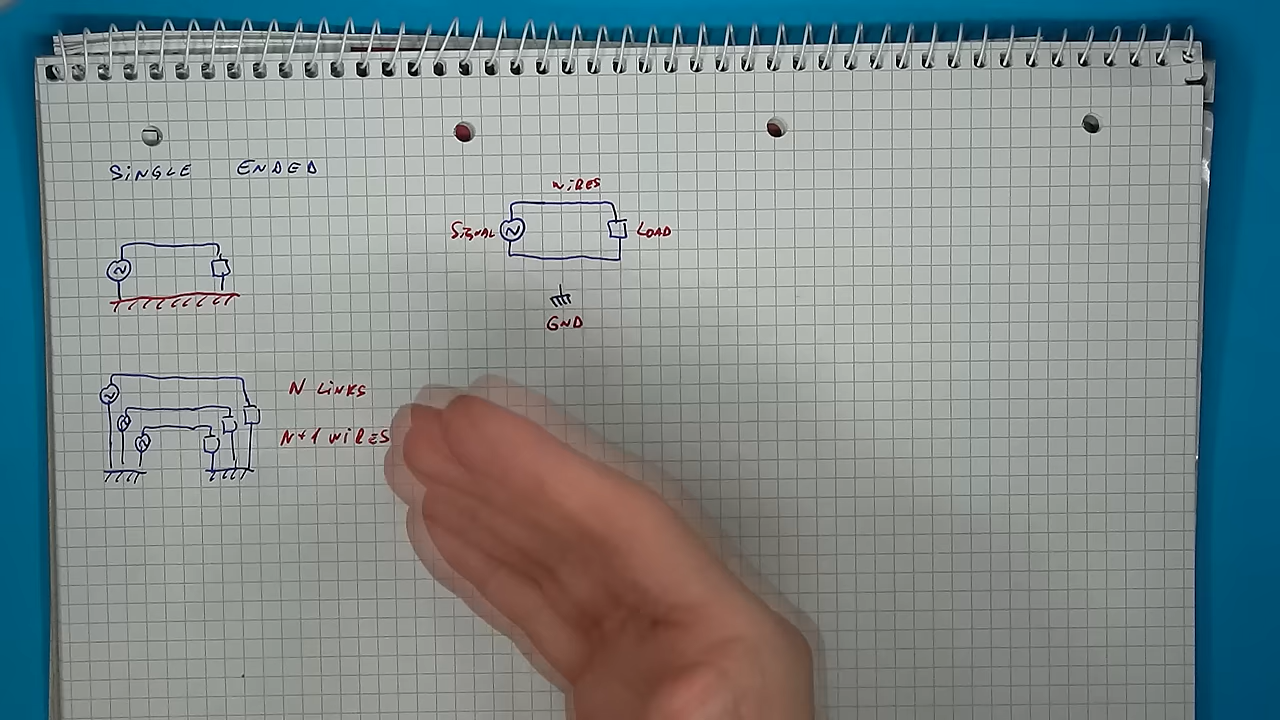 SiNGLE ENDED
WiRES
SiGNAL
LOAD
GND
N LiNKS
N+1 WiRES